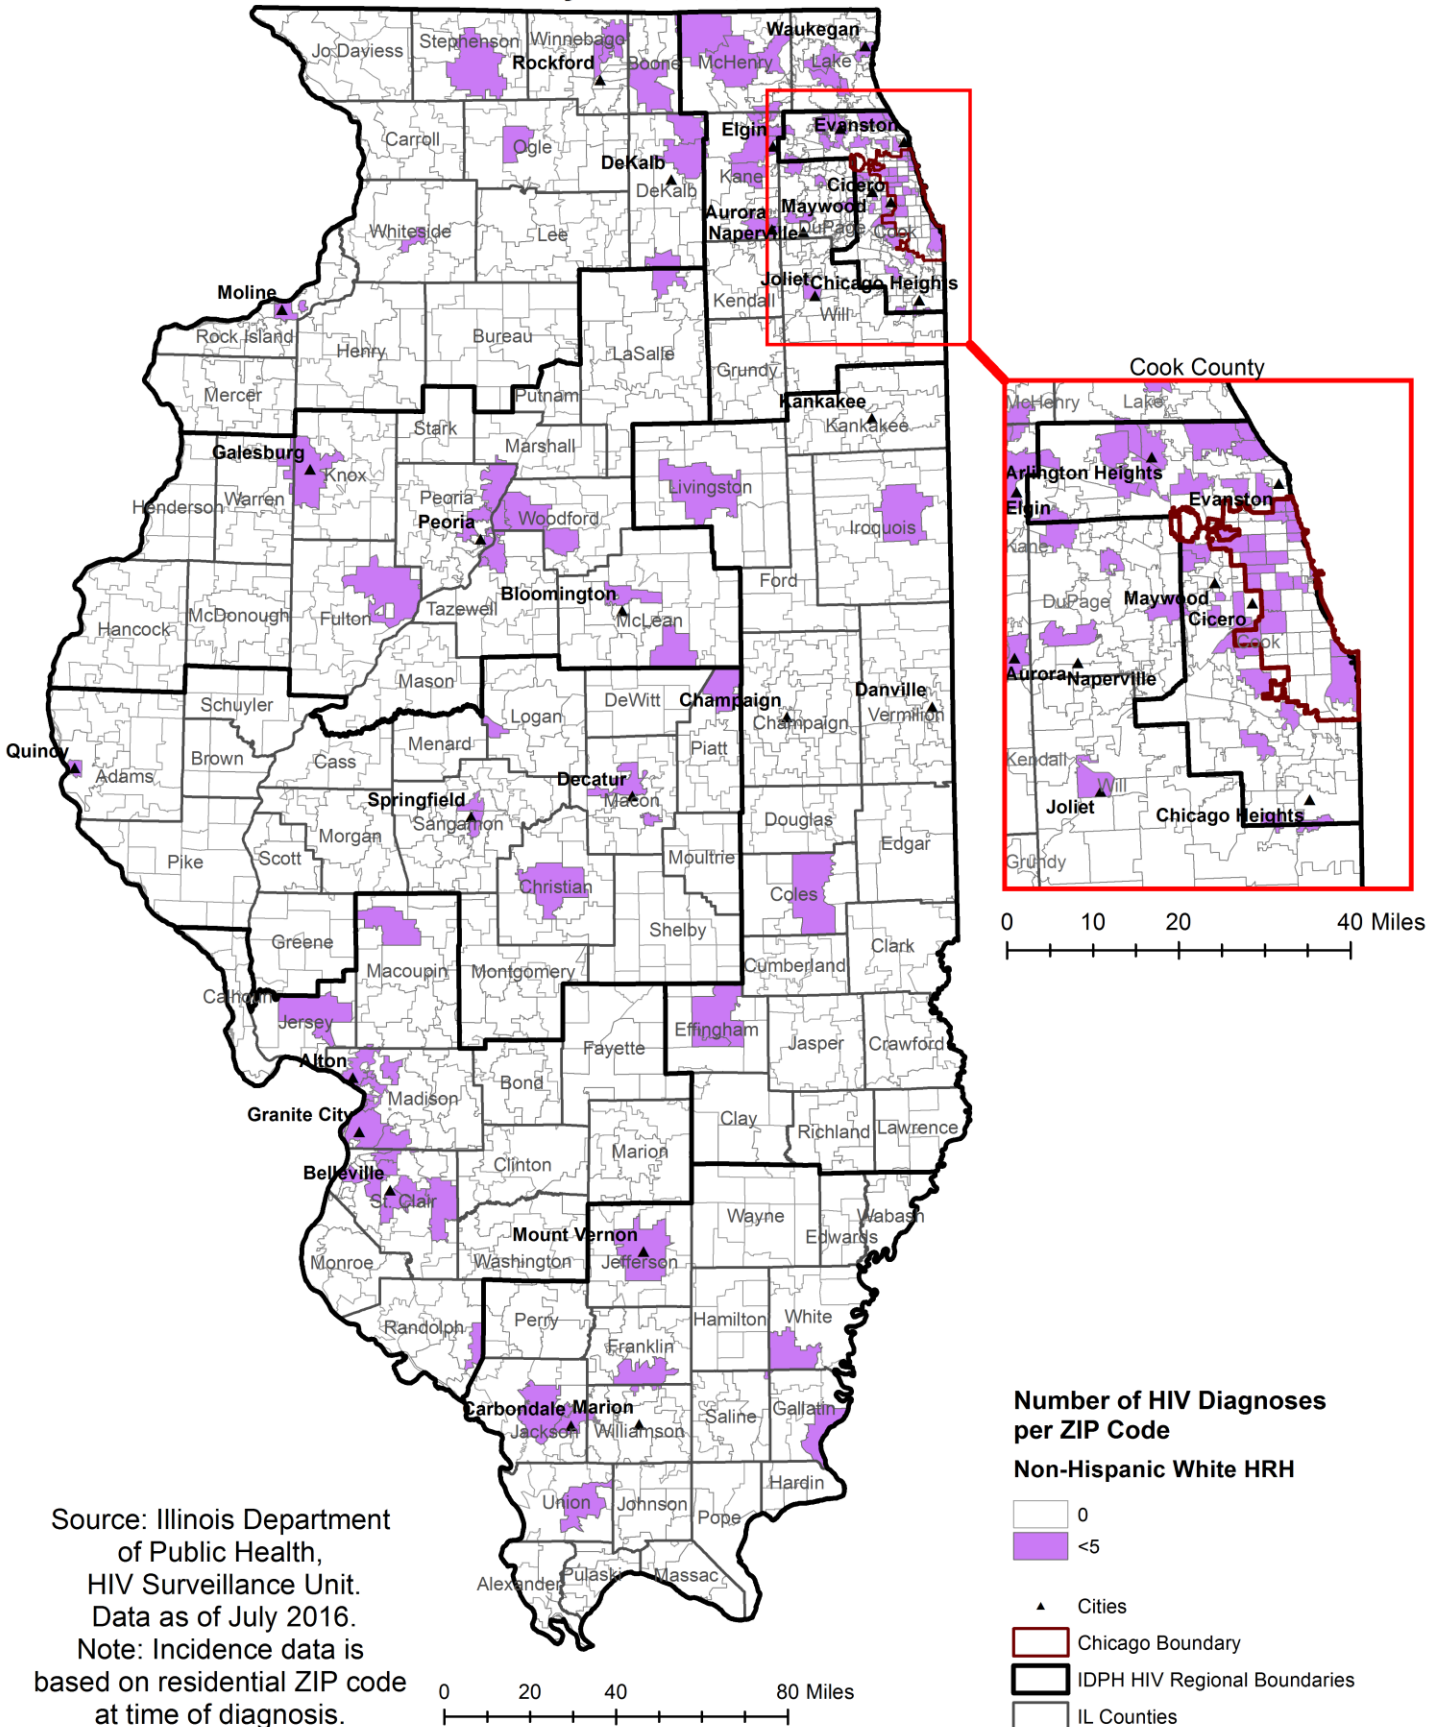 Jo Daviess
Stephenson
Winnebago
Rockford
Boone
McHenry
Waukegan
Lake
Carroll
Ogle
DeKalb
DeKalb
Elgin
Kane
Evanston
Cicero
Maywood
Aurora
Naperville
DuPage
Cook
Whiteside
Lee
Moline
Rock Island
Henry
Bureau
LaSalle
Kendall
Joliet
Chicago Heights
Will
Mercer
Putnam
Grundy
Kankakee
Kankakee
Stark
Marshall
Galesburg
Knox
Henderson
Warren
Peoria
Peoria
Woodford
Livingston
Iroquois
Ford
Bloomington
McLean
Hancock
McDonough
Fulton
Tazewell
Mason
Schuyler
Logan
DeWitt
Champaign
Champaign
Danville
Vermilion
Quincy
Adams
Brown
Cass
Menard
Piatt
Decatur
Macon
Springfield
Sangamon
Morgan
Scott
Pike
Douglas
Edgar
Moultrie
Christian
Coles
Shelby
Greene
Macoupin
Montgomery
Cumberland
Clark
Calhoun
Jersey
Effingham
Jasper
Crawford
Fayette
Alton
Bond
Madison
Granite City
Clay
Richland
Lawrence
Marion
Clinton
Belleville
St. Clair
Wayne
Wabash
Edwards
Mount Vernon
Jefferson
Washington
Monroe
Randolph
Perry
Hamilton
White
Franklin
Carbondale
Marion
Jackson
Williamson
Saline
Gallatin
Hardin
Union
Johnson
Pope
Alexander
Pulaski
Massac
Cook County
McHenry
Lake
Arlington Heights
Elgin
Evanston
Kane
DuPage
Maywood
Cicero
Cook
Aurora
Naperville
Kendall
Will
Joliet
Chicago Heights
Grundy
0 10 20 40 Miles
Number of HIV Diagnoses
per ZIP Code
Non-Hispanic White HRH
0
<5
Cities
Chicago Boundary
IDPH HIV Regional Boundaries
IL Counties
Source: Illinois Department
of Public Health,
HIV Surveillance Unit.
Data as of July 2016.
Note: Incidence data is
based on residential ZIP code
at time of diagnosis.
0 20 40 80 Miles